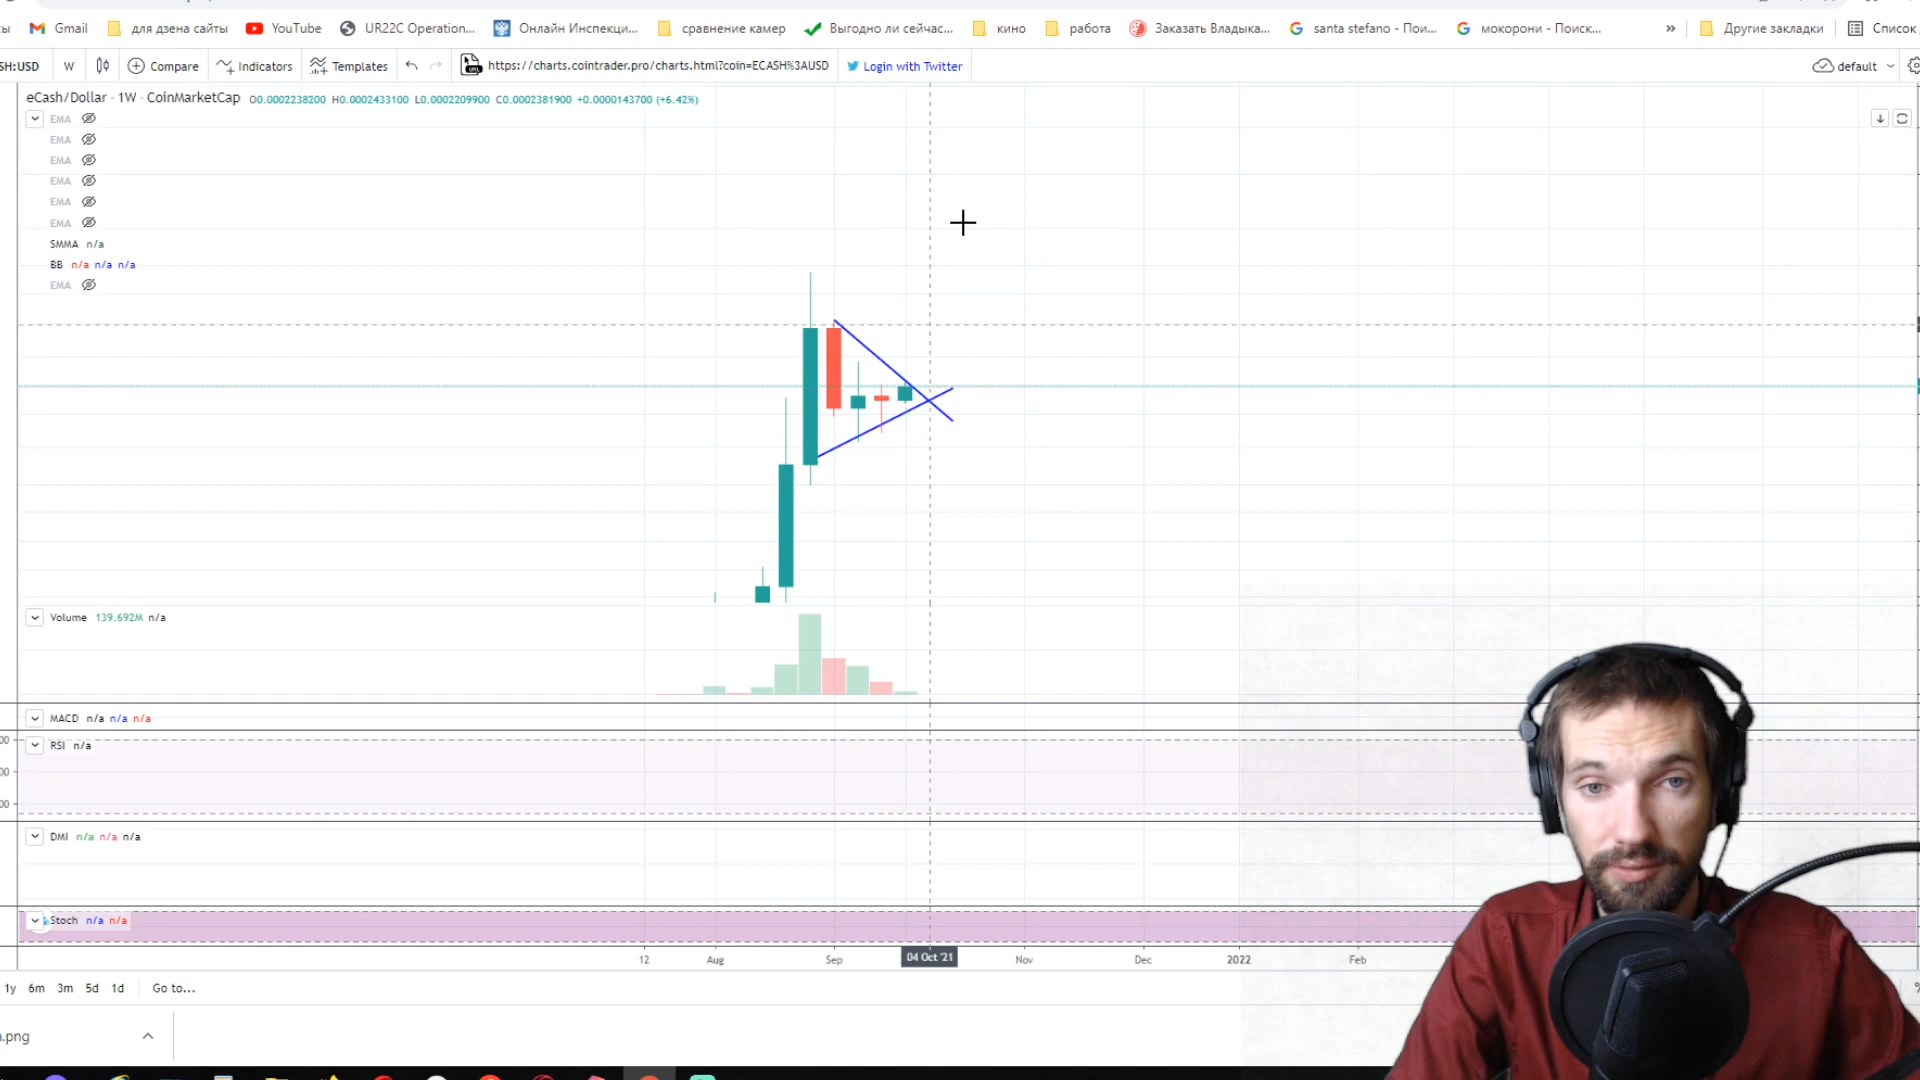 Gmail для дзена сайты YouTube UR22C Operation... Онлайн Инспекци... сравнение камер Выгодно ли сейчас... кино работа Заказать Владыка... santa stefano - Пои... мокорони - Поиск... » Другие закладки Список
SH:USD W Compare Indicators Templates https://charts.cointrader.pro/charts.html?coin=ECASH%3AUSD Login with Twitter default
eCash/Dollar · 1W · CoinMarketCap O0.0002238200 H0.0002433100 L0.0002209900 C0.0002381900 +0.0000143700 (+6.42%)
EMA
EMA
EMA
EMA
EMA
EMA
SMMA n/a
BB n/a n/a n/a
EMA
Volume 139.692M n/a
MACD n/a n/a n/a
RSI n/a
DMI n/a n/a n/a
Stoch n/a n/a
12 Aug Sep 04 Oct '21 Nov Dec 2022 Feb
1y 6m 3m 5d 1d Go to...
.png